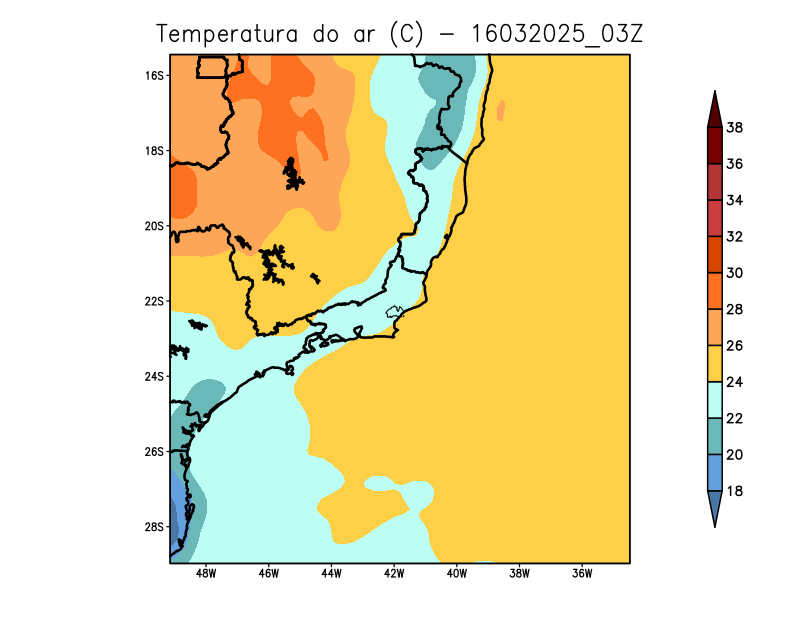 Temperatura do ar (C) – 16032025_03Z
16S
18S
20S
22S
24S
26S
28S
48W 46W 44W 42W 40W 38W 36W
38
36
34
32
30
28
26
24
22
20
18